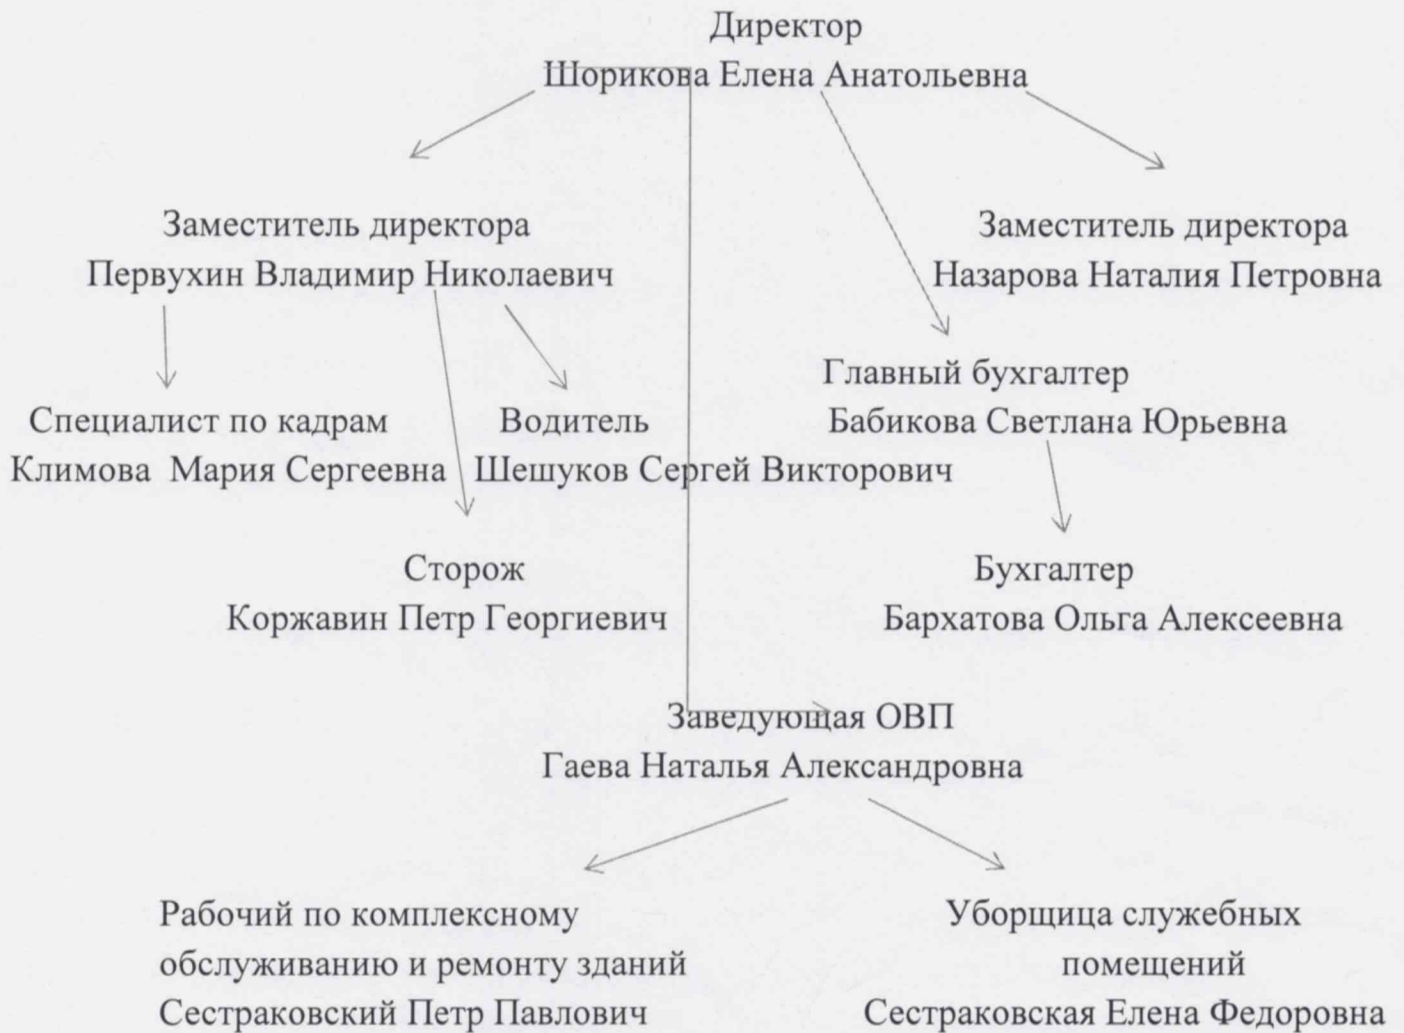 Директор
Шорикова Елена Анатольевна
Заместитель директора
Первухин Владимир Николаевич
Заместитель директора
Назарова Наталия Петровна
Главный бухгалтер
Бабикова Светлана Юрьевна
Специалист по кадрам
Климова Мария Сергеевна
Водитель
Шешуков Сергей Викторович
Сторож
Коржавин Петр Георгиевич
Бухгалтер
Бархатова Ольга Алексеевна
Заведующая ОВП
Гаева Наталья Александровна
Рабочий по комплексному
обслуживанию и ремонту зданий
Сестраковский Петр Павлович
Уборщица служебных
помещений
Сестраковская Елена Федоровна